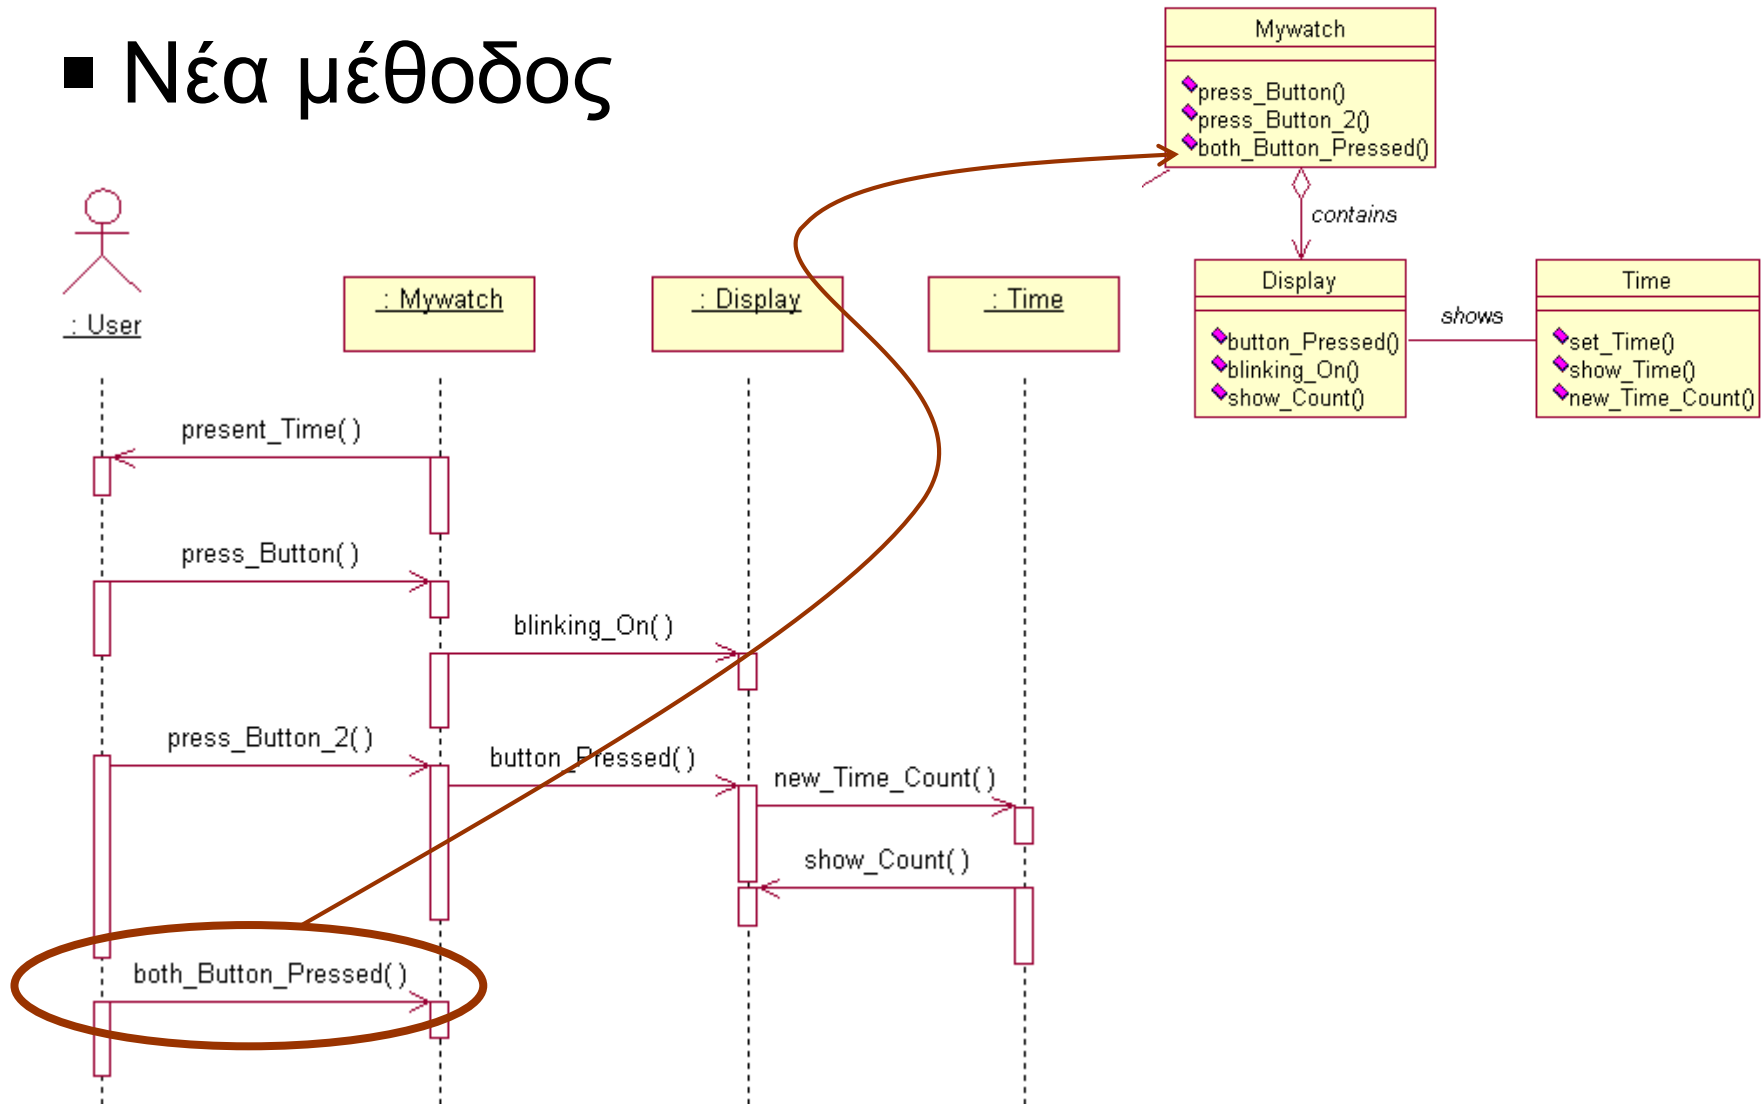 ▪ Νέα μέθοδος
Mywatch
press_Button()
press_Button_2()
both_Button_Pressed()
contains
Display
button_Pressed()
blinking_On()
show_Count()
shows
Time
set_Time()
show_Time()
new_Time_Count()
: User
: Mywatch
: Display
: Time
present_Time( )
press_Button( )
blinking_On( )
press_Button_2( )
button_Pressed( )
new_Time_Count( )
show_Count( )
both_Button_Pressed( )